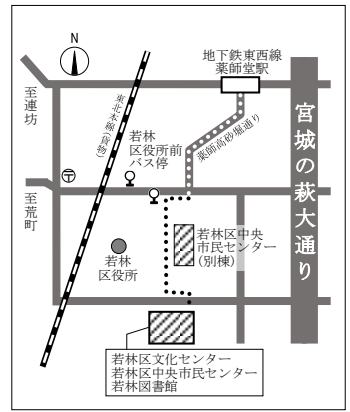 N
地下鉄東西線
薬師堂駅
至連坊
東北本線(貨物)
宮城の萩大通り
若林
区役所前
バス停
薬師高砂堀通り
〒
至荒町
若林区中央
市民センター
(別棟)
若林
区役所
若林区文化センター
若林区中央市民センター
若林図書館